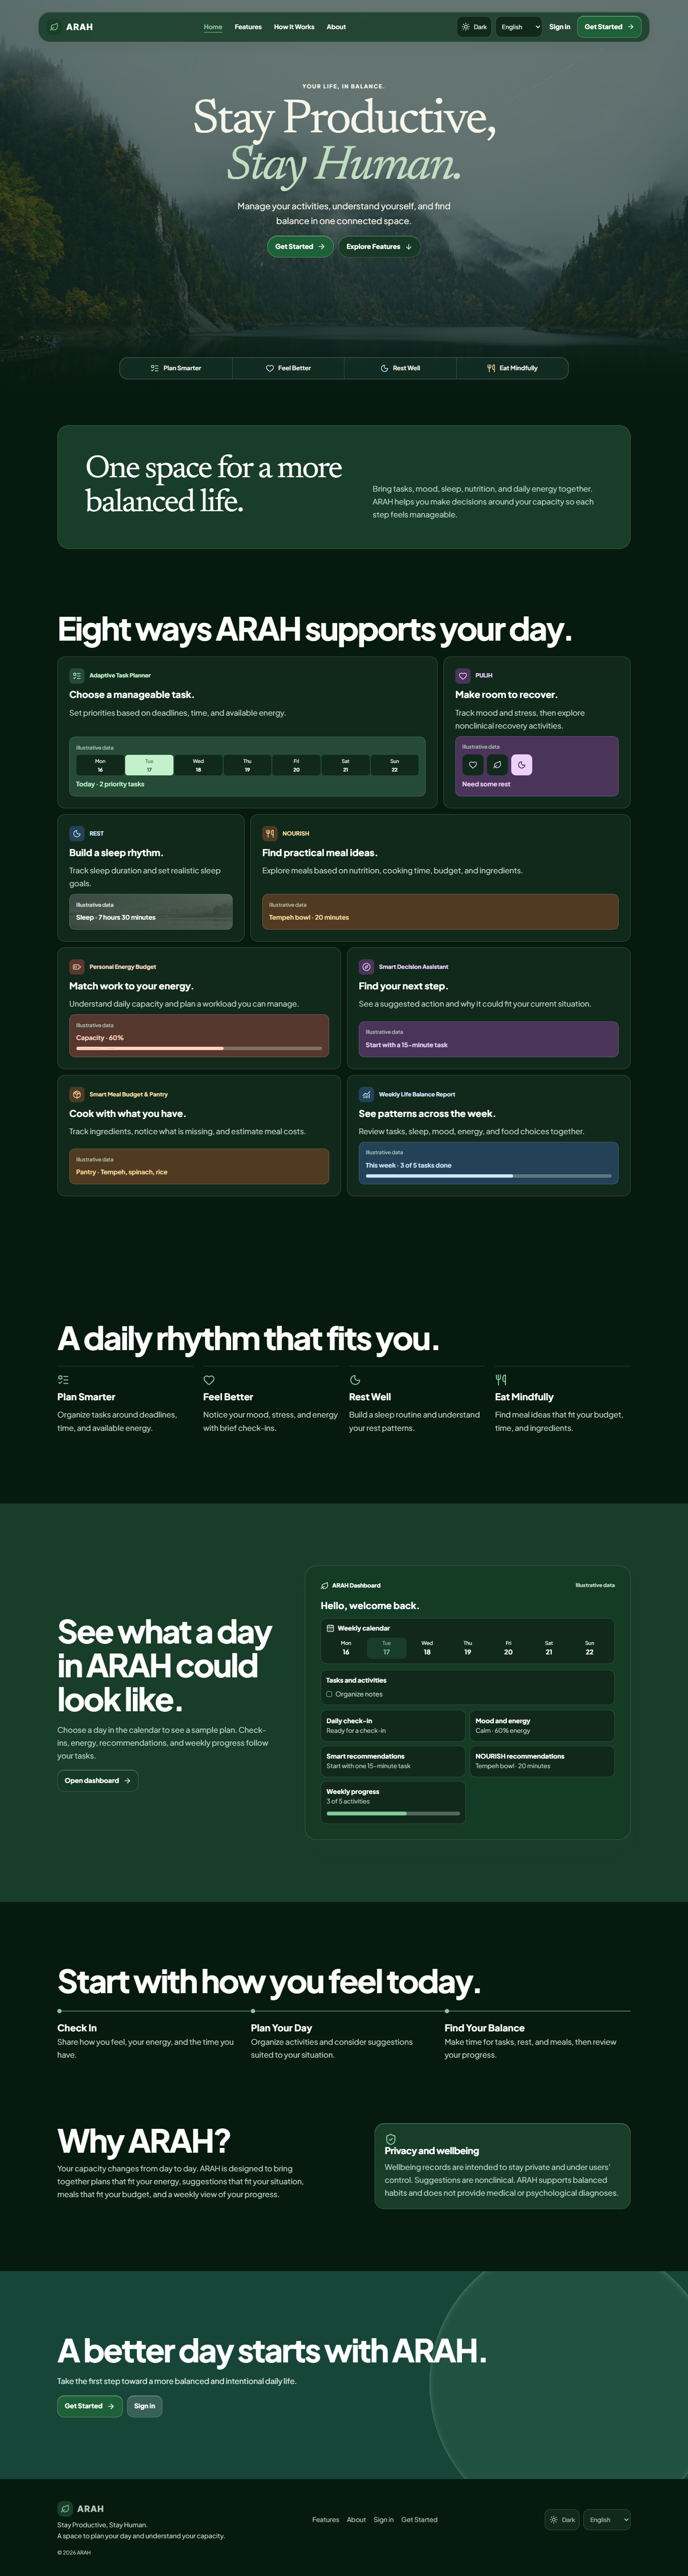 ARAH
Home Features How It Works About
Dark English Sign In Get Started
YOUR LIFE, IN BALANCE.
Stay Productive,
Stay Human.
Manage your activities, understand yourself, and find
balance in one connected space.
Get Started Explore Features
Plan Smarter Feel Better Rest Well Eat Mindfully
One space for a more
balanced life.
Bring tasks, mood, sleep, nutrition, and daily energy together.
ARAH helps you make decisions around your capacity so each
step feels manageable.
Eight ways ARAH supports your day.
Adaptive Task Planner
Choose a manageable task.
Set priorities based on deadlines, time, and available energy.
Illustrative data
Mon Tue Wed Thu Fri Sat Sun
16 17 18 19 20 21 22
Today · 2 priority tasks
PULIH
Make room to recover.
Track mood and stress, then explore
nonclinical recovery activities.
Illustrative data
Need some rest
REST
Build a sleep rhythm.
Track sleep duration and set realistic sleep
goals.
Illustrative data
Sleep · 7 hours 30 minutes
NOURISH
Find practical meal ideas.
Explore meals based on nutrition, cooking time, budget, and ingredients.
Illustrative data
Tempeh bowl · 20 minutes
Personal Energy Budget
Match work to your energy.
Understand daily capacity and plan a workload you can manage.
Illustrative data
Capacity · 60%
Smart Decision Assistant
Find your next step.
See a suggested action and why it could fit your current situation.
Illustrative data
Start with a 15-minute task
Smart Meal Budget & Pantry
Cook with what you have.
Track ingredients, notice what is missing, and estimate meal costs.
Illustrative data
Pantry · Tempeh, spinach, rice
Weekly Life Balance Report
See patterns across the week.
Review tasks, sleep, mood, energy, and food choices together.
Illustrative data
This week · 3 of 5 tasks done
A daily rhythm that fits you.
Plan Smarter
Organize tasks around deadlines,
time, and available energy.
Feel Better
Notice your mood, stress, and energy
with brief check-ins.
Rest Well
Build a sleep routine and understand
your rest patterns.
Eat Mindfully
Find meal ideas that fit your budget,
time, and ingredients.
See what a day
in ARAH could
look like.
Choose a day in the calendar to see a sample plan. Check-
ins, energy, recommendations, and weekly progress follow
your tasks.
Open dashboard
ARAH Dashboard Illustrative data
Hello, welcome back.
Weekly calendar
Mon Tue Wed Thu Fri Sat Sun
16 17 18 19 20 21 22
Tasks and activities
Organize notes
Daily check-in
Ready for a check-in
Mood and energy
Calm · 60% energy
Smart recommendations
Start with one 15-minute task
NOURISH recommendations
Tempeh bowl · 20 minutes
Weekly progress
3 of 5 activities
Start with how you feel today.
Check In
Share how you feel, your energy, and the time you
have.
Plan Your Day
Organize activities and consider suggestions
suited to your situation.
Find Your Balance
Make time for tasks, rest, and meals, then review
your progress.
Why ARAH?
Your capacity changes from day to day. ARAH is designed to bring
together plans that fit your energy, suggestions that fit your situation,
meals that fit your budget, and a weekly view of your progress.
Privacy and wellbeing
Wellbeing records are intended to stay private and under users'
control. Suggestions are nonclinical. ARAH supports balanced
habits and does not provide medical or psychological diagnoses.
A better day starts with ARAH.
Take the first step toward a more balanced and intentional daily life.
Get Started Sign in
ARAH
Stay Productive, Stay Human.
A space to plan your day and understand your capacity.
© 2026 ARAH
Features About Sign in Get Started
Dark English